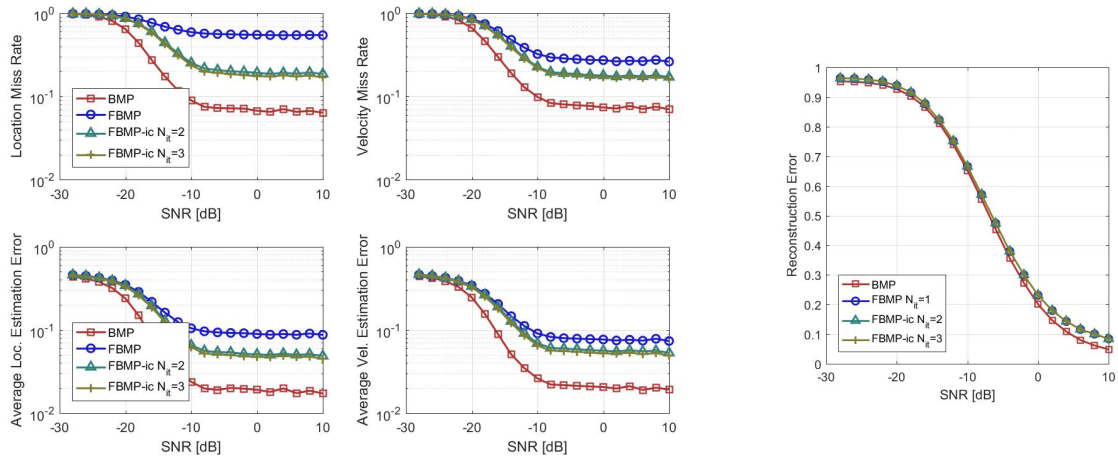 Location Miss Rate
10^0
10^-1
10^-2
BMP
FBMP
FBMP-ic N_it=2
FBMP-ic N_it=3
-30 -20 -10 0 10
SNR [dB]
Velocity Miss Rate
10^0
10^-1
10^-2
-30 -20 -10 0 10
SNR [dB]
Average Loc. Estimation Error
10^0
10^-1
10^-2
BMP
FBMP
FBMP-ic N_it=2
FBMP-ic N_it=3
-30 -20 -10 0 10
SNR [dB]
Average Vel. Estimation Error
10^0
10^-1
10^-2
-30 -20 -10 0 10
SNR [dB]
Reconstruction Error
1
0.9
0.8
0.7
0.6
0.5
0.4
0.3
0.2
0.1
0
BMP
FBMP N_it=1
FBMP-ic N_it=2
FBMP-ic N_it=3
-30 -20 -10 0 10
SNR [dB]